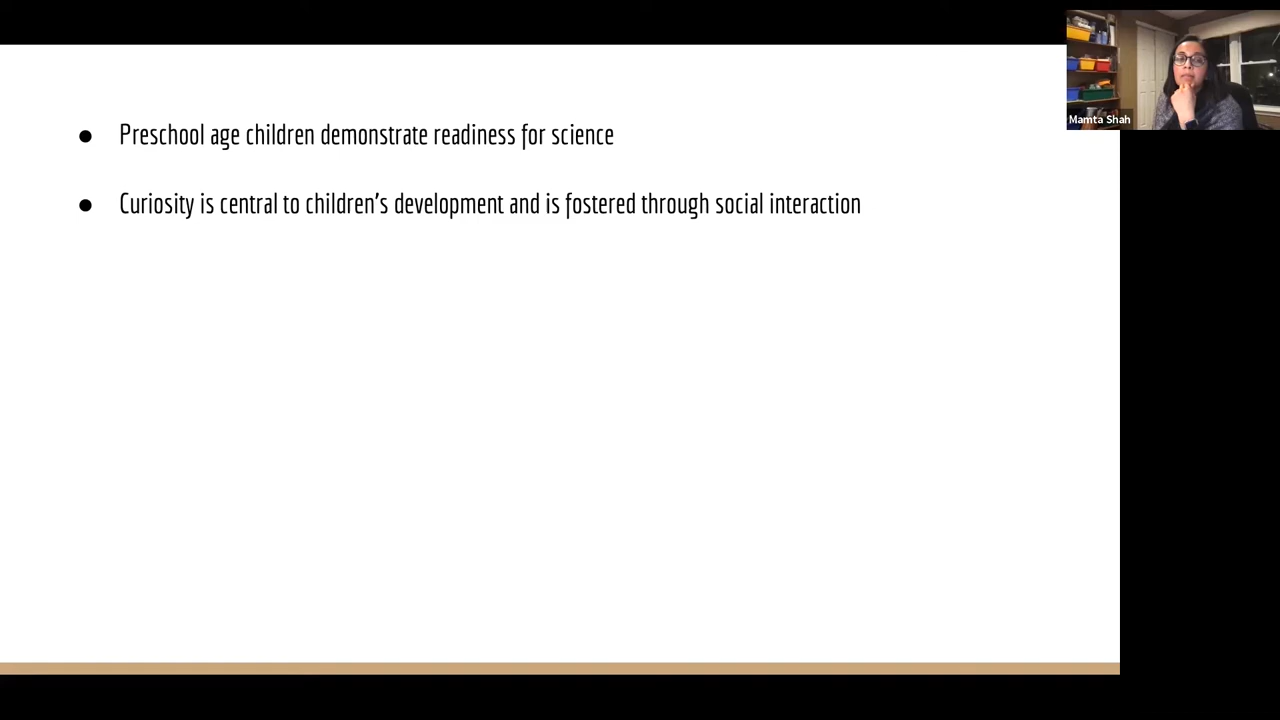 ● Preschool age children demonstrate readiness for science
● Curiosity is central to children's development and is fostered through social interaction
Mamta Shah